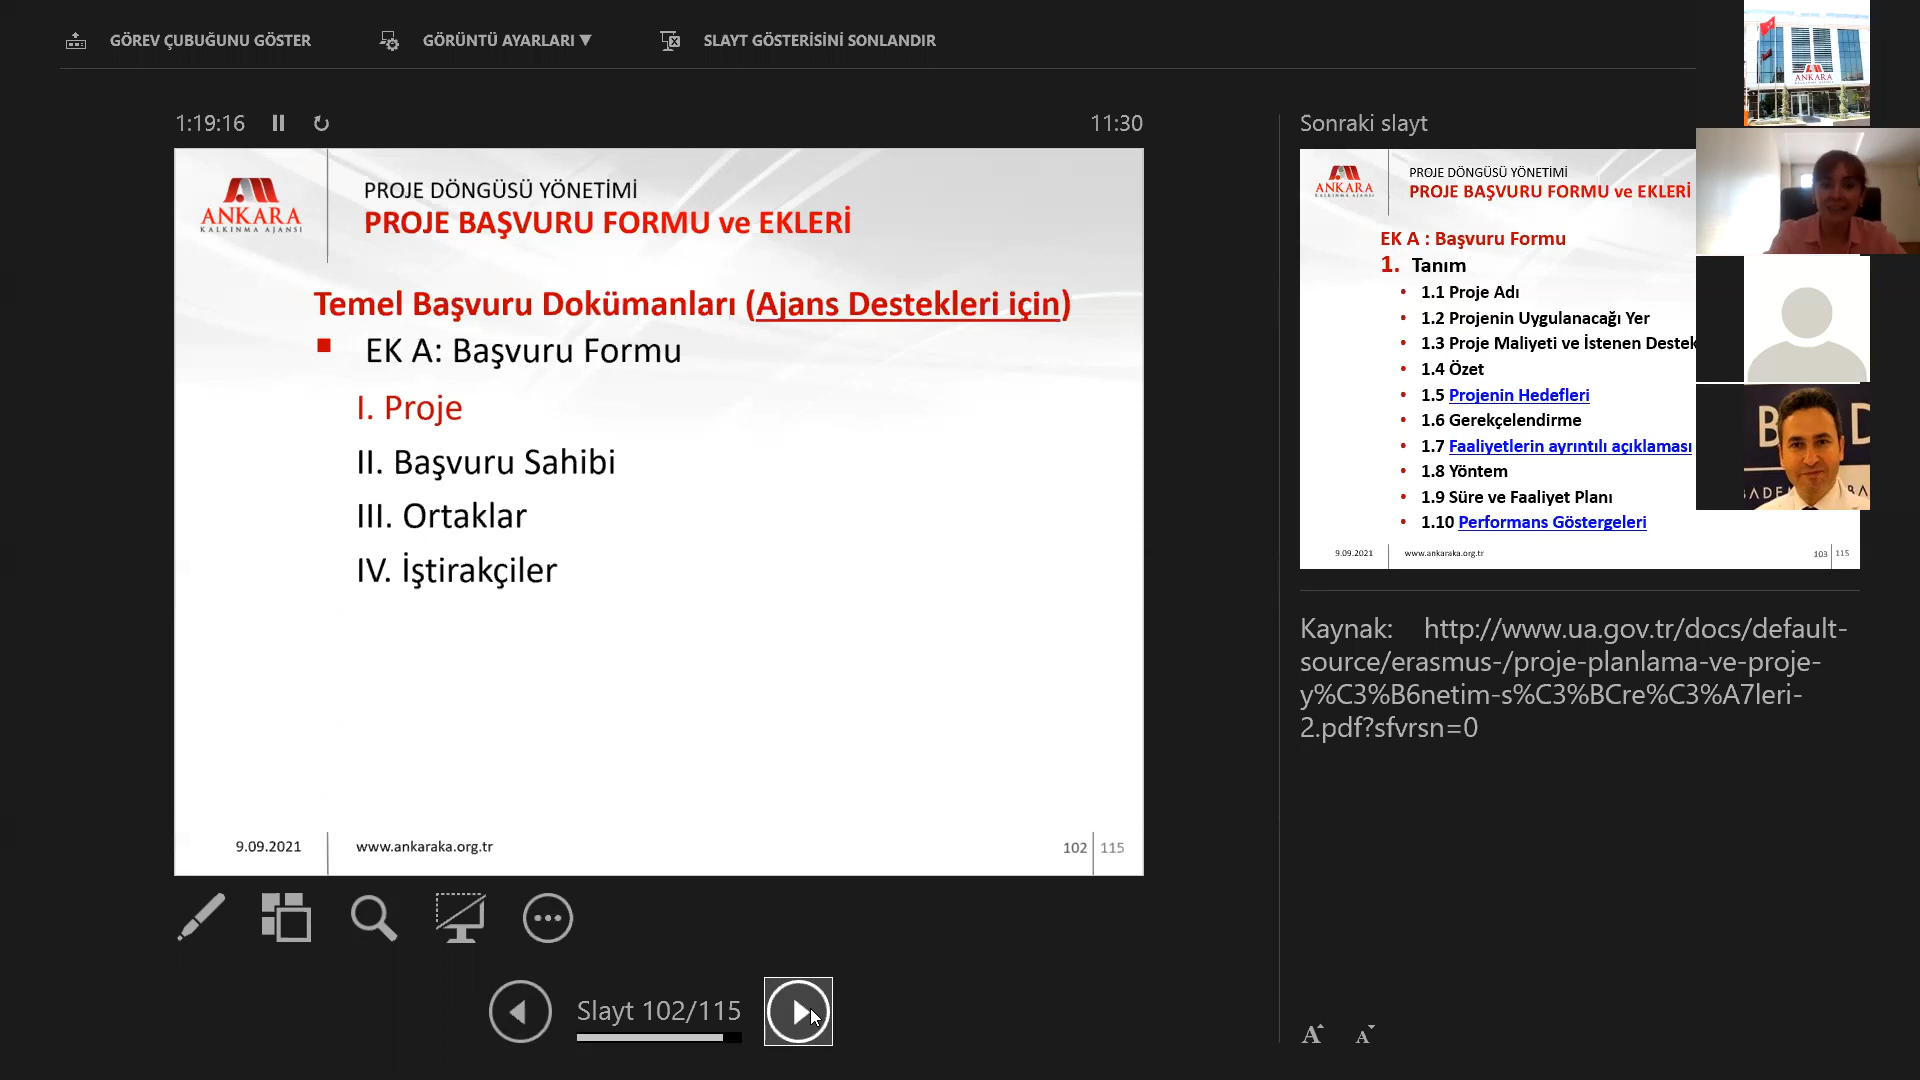 GÖREV ÇUBUĞUNU GÖSTER
GÖRÜNTÜ AYARLARI ▼
SLAYT GÖSTERİSİNİ SONLANDIR
1:19:16
11:30
ANKARA
KALKINMA AJANSI
PROJE DÖNGÜSÜ YÖNETİMİ
PROJE BAŞVURU FORMU ve EKLERİ
Temel Başvuru Dokümanları (Ajans Destekleri için)
EK A: Başvuru Formu
I. Proje
II. Başvuru Sahibi
III. Ortaklar
IV. İştirakçiler
9.09.2021
www.ankaraka.org.tr
102 115
Slayt 102/115
Sonraki slayt
ANKARA
KALKINMA AJANSI
PROJE DÖNGÜSÜ YÖNETİMİ
PROJE BAŞVURU FORMU ve EKLERİ
EK A : Başvuru Formu
1. Tanım
• 1.1 Proje Adı
• 1.2 Projenin Uygulanacağı Yer
• 1.3 Proje Maliyeti ve İstenen Destek
• 1.4 Özet
• 1.5 Projenin Hedefleri
• 1.6 Gerekçelendirme
• 1.7 Faaliyetlerin ayrıntılı açıklaması
• 1.8 Yöntem
• 1.9 Süre ve Faaliyet Planı
• 1.10 Performans Göstergeleri
9.09.2021
www.ankaraka.org.tr
103 115
Kaynak: http://www.ua.gov.tr/docs/default-
source/erasmus-/proje-planlama-ve-proje-
y%C3%B6netim-s%C3%BCre%C3%A7leri-
2.pdf?sfvrsn=0
A A
ANKARA